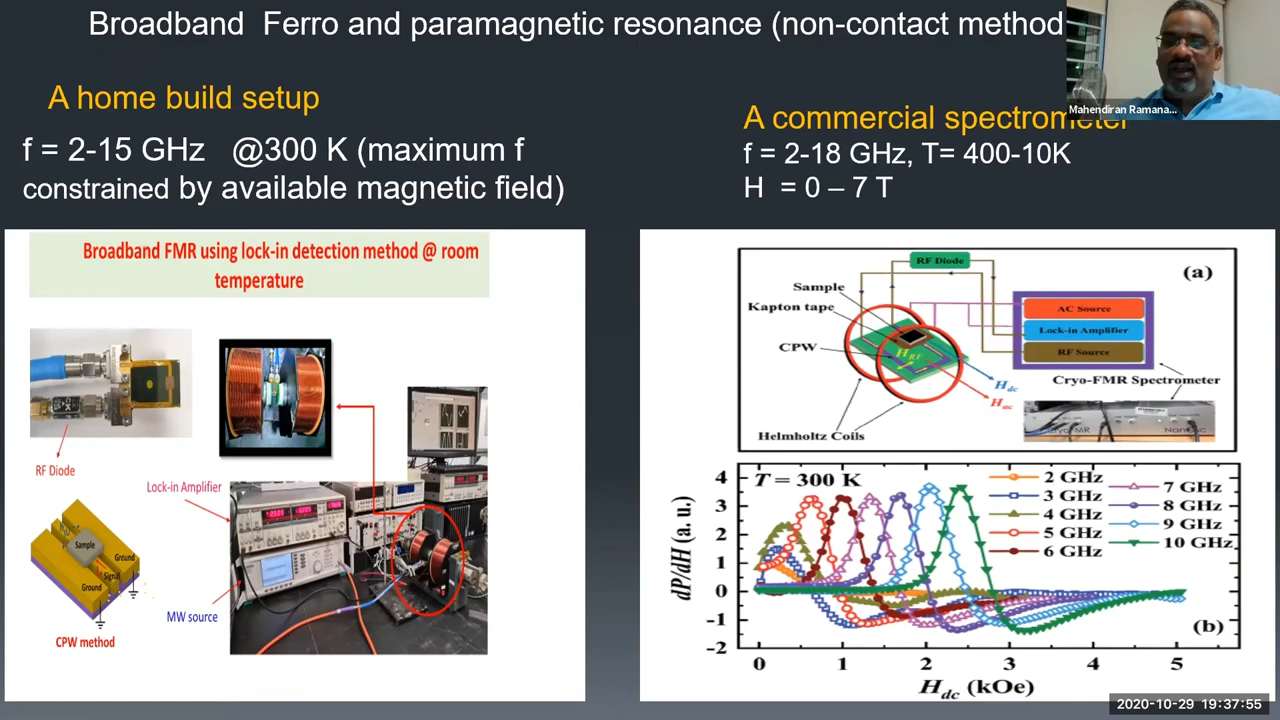 Broadband Ferro and paramagnetic resonance (non-contact method
Mahendiran Ramana...
A home build setup
f = 2-15 GHz @300 K (maximum f
constrained by available magnetic field)
A commercial spectrometer
f = 2-18 GHz, T= 400-10K
H = 0 – 7 T
Broadband FMR using lock-in detection method @ room
temperature
RF Diode
Lock-in Amplifier
MW source
Sample
Ground
Signal
Ground
CPW method
(a)
RF Diode
Sample
Kapton tape
CPW
H_RF
H_dc
H_ac
Helmholtz Coils
AC Source
Lock-in Amplifier
RF Source
Cryo-FMR Spectrometer
T = 300 K
2 GHz
3 GHz
4 GHz
5 GHz
6 GHz
7 GHz
8 GHz
9 GHz
10 GHz
dP/dH (a. u.)
4
3
2
1
0
-1
-2
(b)
0 1 2 3 4 5
H_dc (kOe)
2020-10-29 19:37:55